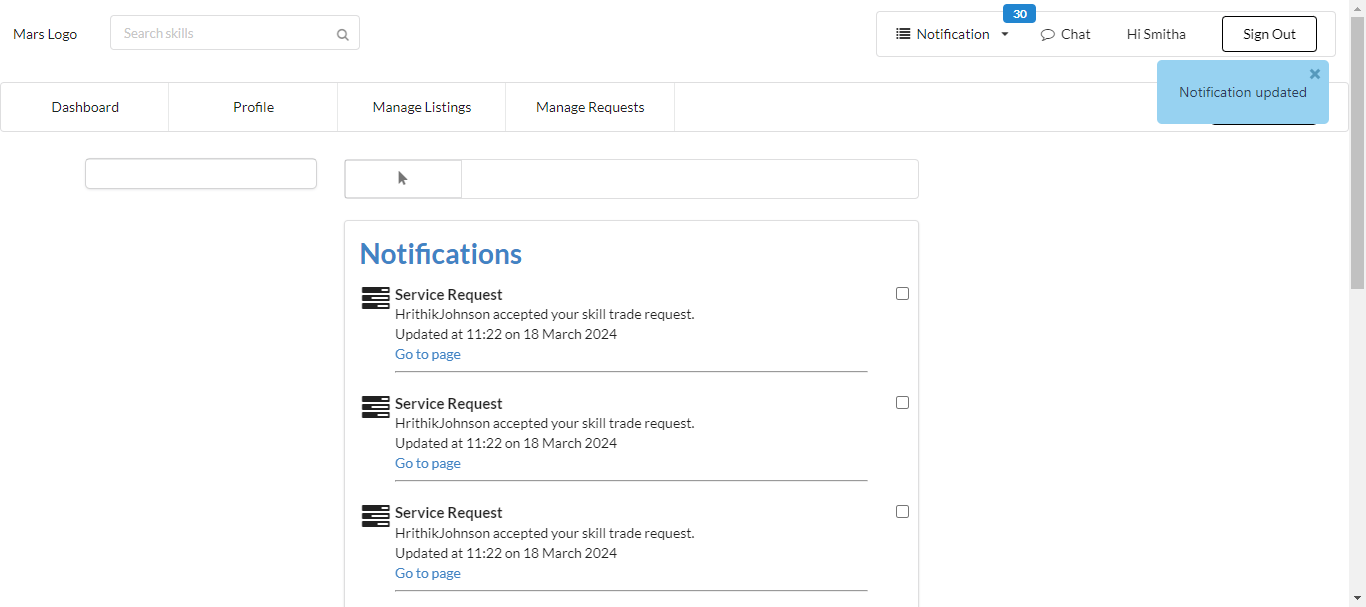 30
Mars Logo
Search skills
Notification
Chat
Hi Smitha
Sign Out
Notification updated
Dashboard
Profile
Manage Listings
Manage Requests
Notifications
Service Request
HrithikJohnson accepted your skill trade request.
Updated at 11:22 on 18 March 2024
Go to page
Service Request
HrithikJohnson accepted your skill trade request.
Updated at 11:22 on 18 March 2024
Go to page
Service Request
HrithikJohnson accepted your skill trade request.
Updated at 11:22 on 18 March 2024
Go to page